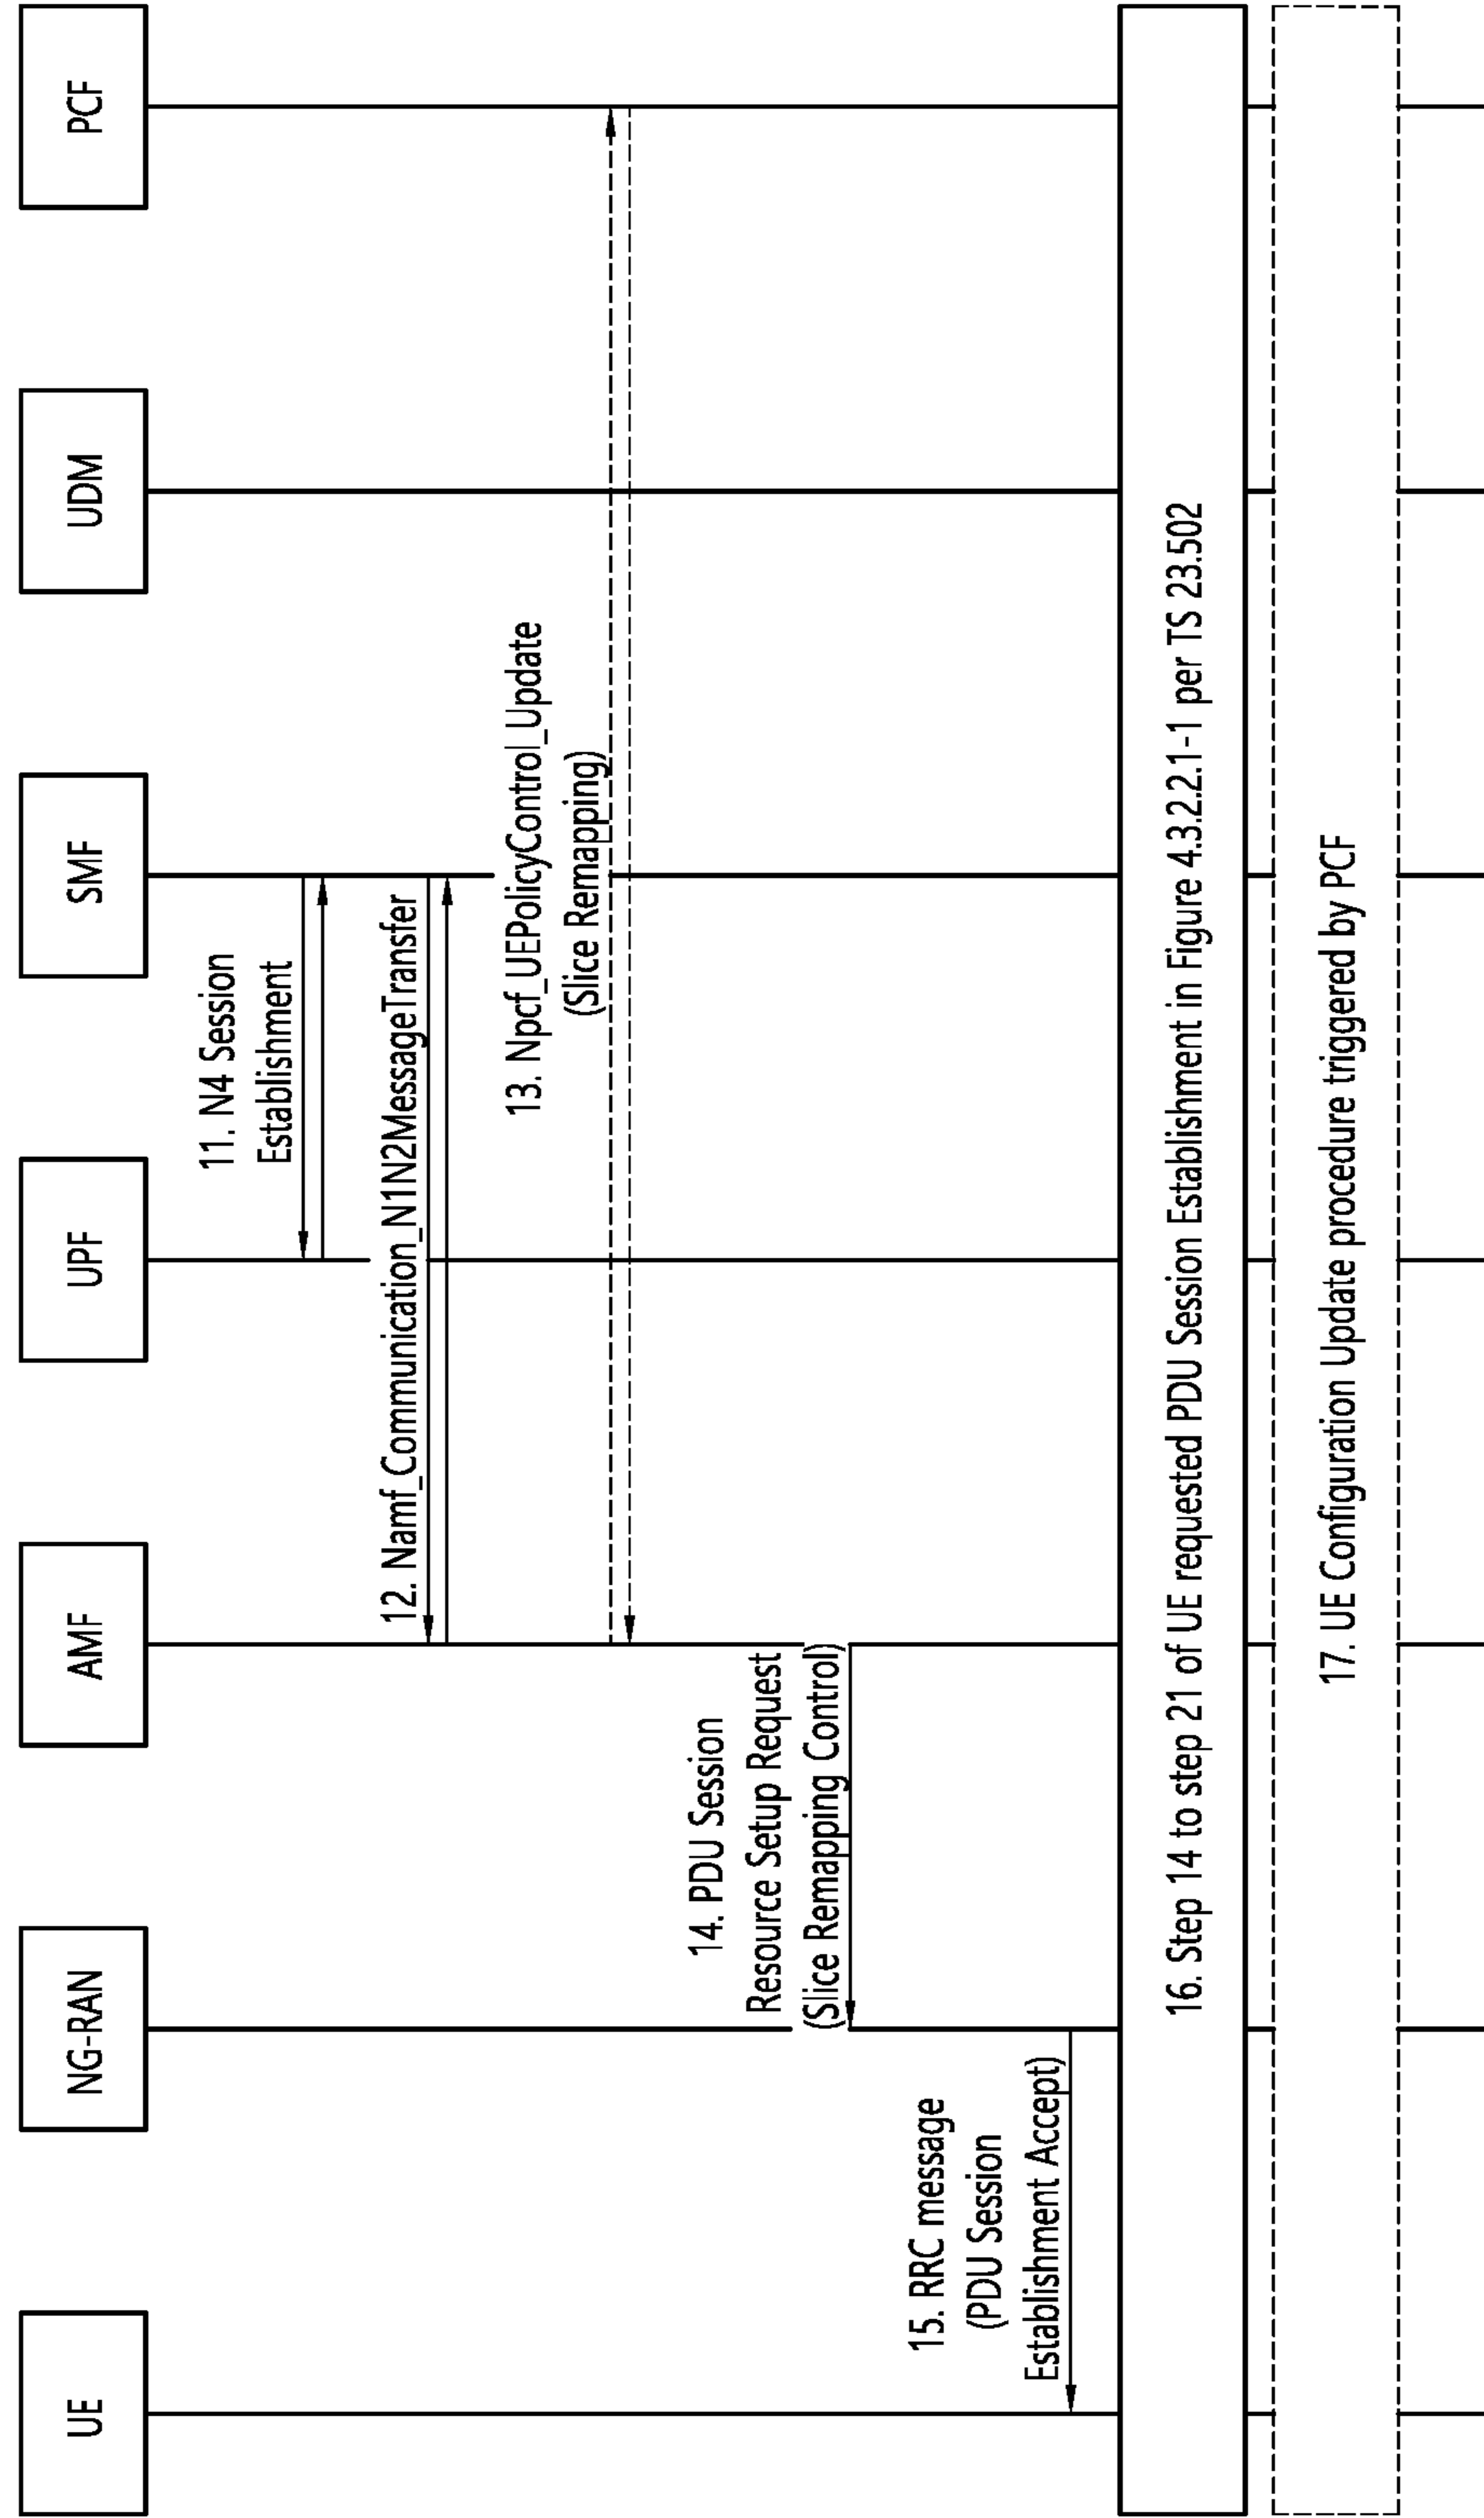 UE
NG-RAN
AMF
UPF
SMF
UDM
PCF
11. N4 Session
Establishment
12. Namf_Communication_N1N2MessageTransfer
13. Npcf_UEPolicyControl_Update
(Slice Remapping)
14. PDU Session
Resource Setup Request
(Slice Remapping Control)
15. RRC message
(PDU Session
Establishment Accept)
16. Step 14 to step 21 of UE requested PDU Session Establishment in Figure 4.3.2.2.1-1 per TS 23.502
17. UE Configuration Update procedure triggered by PCF